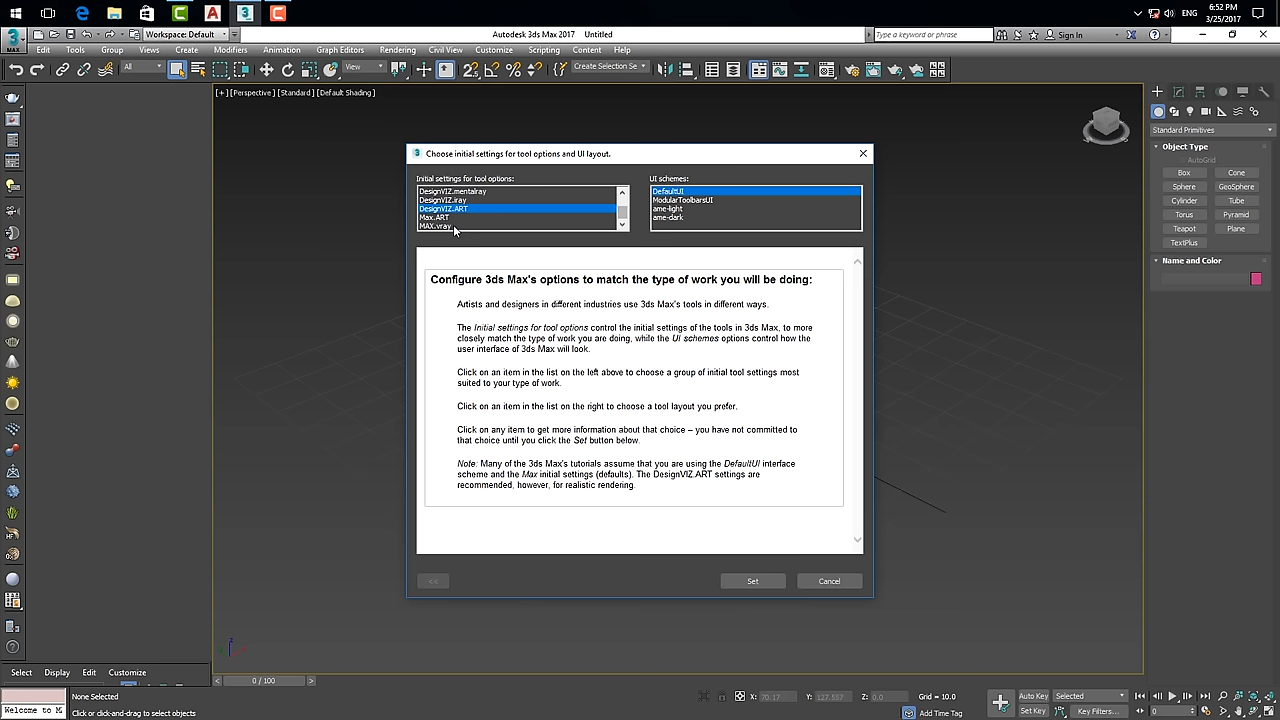 6:52 PM
ENG
3/25/2017
3
MAX
Workspace: Default
Autodesk 3ds Max 2017    Untitled
Type a keyword or phrase
Sign In
Edit Tools Group Views Create Modifiers Animation Graph Editors Rendering Civil View Customize Scripting Content Help
All
View
Create Selection Se
[+] [Perspective] [Standard] [Default Shading]
Standard Primitives
Object Type
AutoGrid
Box Cone
Sphere GeoSphere
Cylinder Tube
Torus Pyramid
Teapot Plane
TextPlus
Name and Color
Choose initial settings for tool options and UI layout.
Initial settings for tool options:
DesignVIZ.mentalray
DesignVIZ.iray
DesignVIZ.ART
Max.ART
MAX.vray
UI schemes:
DefaultUI
ModularToolbarsUI
ame-light
ame-dark
Configure 3ds Max's options to match the type of work you will be doing:
Artists and designers in different industries use 3ds Max's tools in different ways.
The Initial settings for tool options control the initial settings of the tools in 3ds Max, to more
closely match the type of work you are doing, while the UI schemes options control how the
user interface of 3ds Max will look.
Click on an item in the list on the left above to choose a group of initial tool settings most
suited to your type of work.
Click on an item in the list on the right to choose a tool layout you prefer.
Click on any item to get more information about that choice – you have not committed to
that choice until you click the Set button below.
Note: Many of the 3ds Max's tutorials assume that you are using the DefaultUI interface
scheme and the Max initial settings (defaults). The DesignVIZ.ART settings are
recommended, however, for realistic rendering.
<<
Set
Cancel
Select Display Edit Customize
< 0 / 100 >
None Selected
X: 70.17 Y: 127.557 Z: 0.0 Grid = 10.0
Auto Key Selected
Welcome to M
Click or click-and-drag to select objects
Add Time Tag
Set Key Key Filters...
0